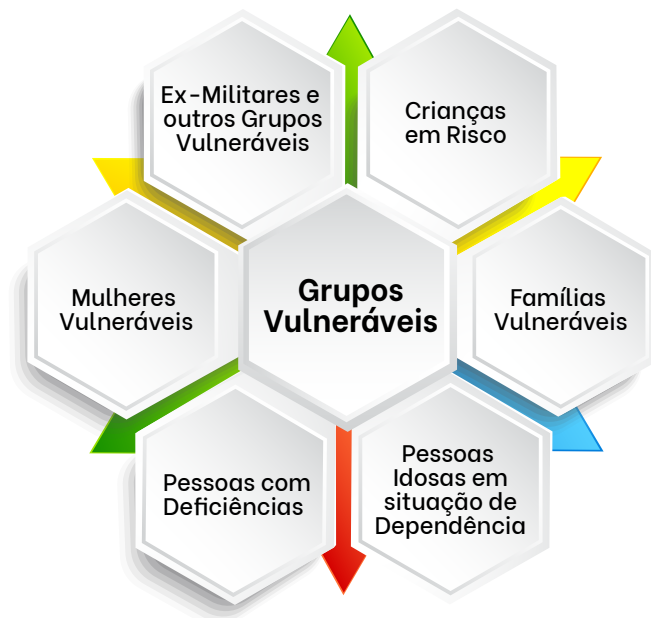 Ex-Militares e
outros Grupos
Vulneráveis
Crianças
em Risco
Mulheres
Vulneráveis
Grupos
Vulneráveis
Famílias
Vulneráveis
Pessoas com
Deficiências
Pessoas
Idosas em
situação de
Dependência